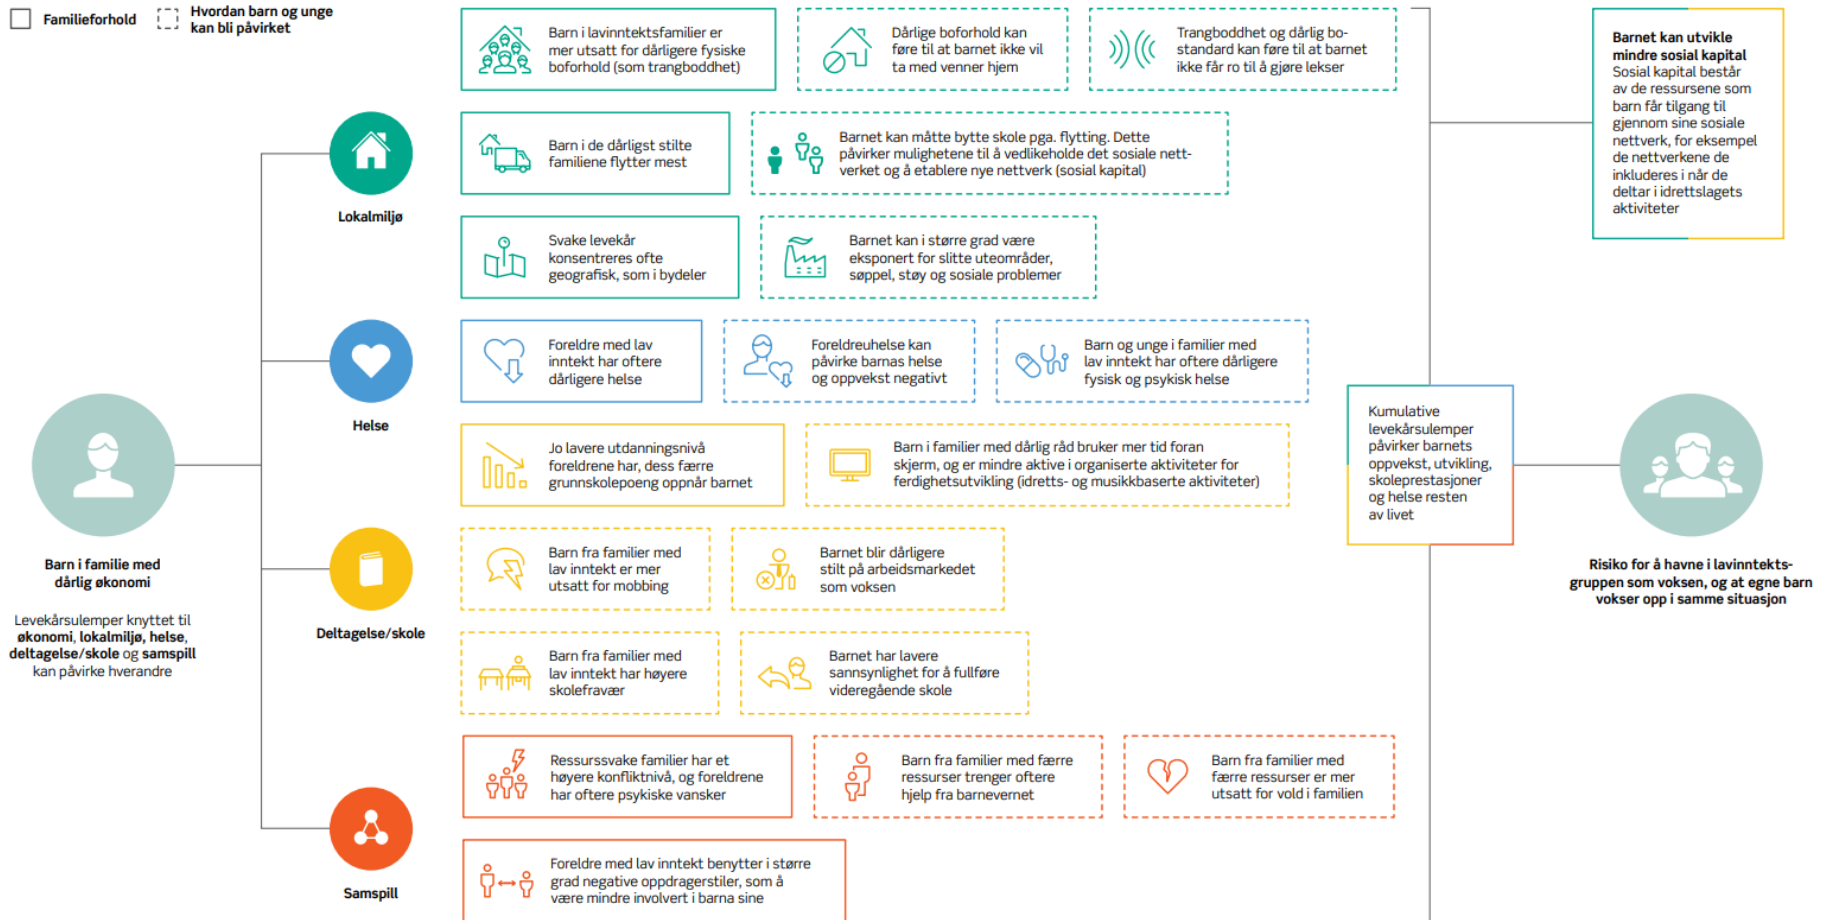 Familieforhold
Hvordan barn og unge
kan bli påvirket
Barn i familie med
dårlig økonomi
Levekårsulemper knyttet til
økonomi, lokalmiljø, helse,
deltagelse/skole og samspill
kan påvirke hverandre
Lokalmiljø
Barn i lavinntektsfamilier er
mer utsatt for dårligere fysiske
boforhold (som trangboddhet)
Dårlige boforhold kan
føre til at barnet ikke vil
ta med venner hjem
Trangboddhet og dårlig bo-
standard kan føre til at barnet
ikke får ro til å gjøre lekser
Barn i de dårligst stilte
familiene flytter mest
Barnet kan måtte bytte skole pga. flytting. Dette
påvirker mulighetene til å vedlikeholde det sosiale nett-
verket og å etablere nye nettverk (sosial kapital)
Svake levekår
konsentreres ofte
geografisk, som i bydeler
Barnet kan i større grad være
eksponert for slitte uteområder,
søppel, støy og sosiale problemer
Helse
Foreldre med lav
inntekt har oftere
dårligere helse
Foreldreuhelse kan
påvirke barnas helse
og oppvekst negativt
Barn og unge i familier med
lav inntekt har oftere dårligere
fysisk og psykisk helse
Deltagelse/skole
Jo lavere utdanningsnivå
foreldrene har, dess færre
grunnskolepoeng oppnår barnet
Barn i familier med dårlig råd bruker mer tid foran
skjerm, og er mindre aktive i organiserte aktiviteter for
ferdighetsutvikling (idretts- og musikkbaserte aktiviteter)
Barn fra familier med
lav inntekt er mer
utsatt for mobbing
Barnet blir dårligere
stilt på arbeidsmarkedet
som voksen
Barn fra familier med
lav inntekt har høyere
skolefravær
Barnet har lavere
sannsynlighet for å fullføre
videregående skole
Samspill
Ressurssvake familier har et
høyere konfliktnivå, og foreldrene
har oftere psykiske vansker
Barn fra familier med færre
ressurser trenger oftere
hjelp fra barnevernet
Barn fra familier med
færre ressurser er mer
utsatt for vold i familien
Foreldre med lav inntekt benytter i større
grad negative oppdragerstiler, som å
være mindre involvert i barna sine
Barnet kan utvikle
mindre sosial kapital
Sosial kapital består
av de ressursene som
barn får tilgang til
gjennom sine sosiale
nettverk, for eksempel
de nettverkene de
inkluderes i når de
deltar i idrettslagets
aktiviteter
Kumulative
levekårsulemper
påvirker barnets
oppvekst, utvikling,
skoleprestasjoner
og helse resten
av livet
Risiko for å havne i lavinntekts-
gruppen som voksen, og at egne barn
vokser opp i samme situasjon